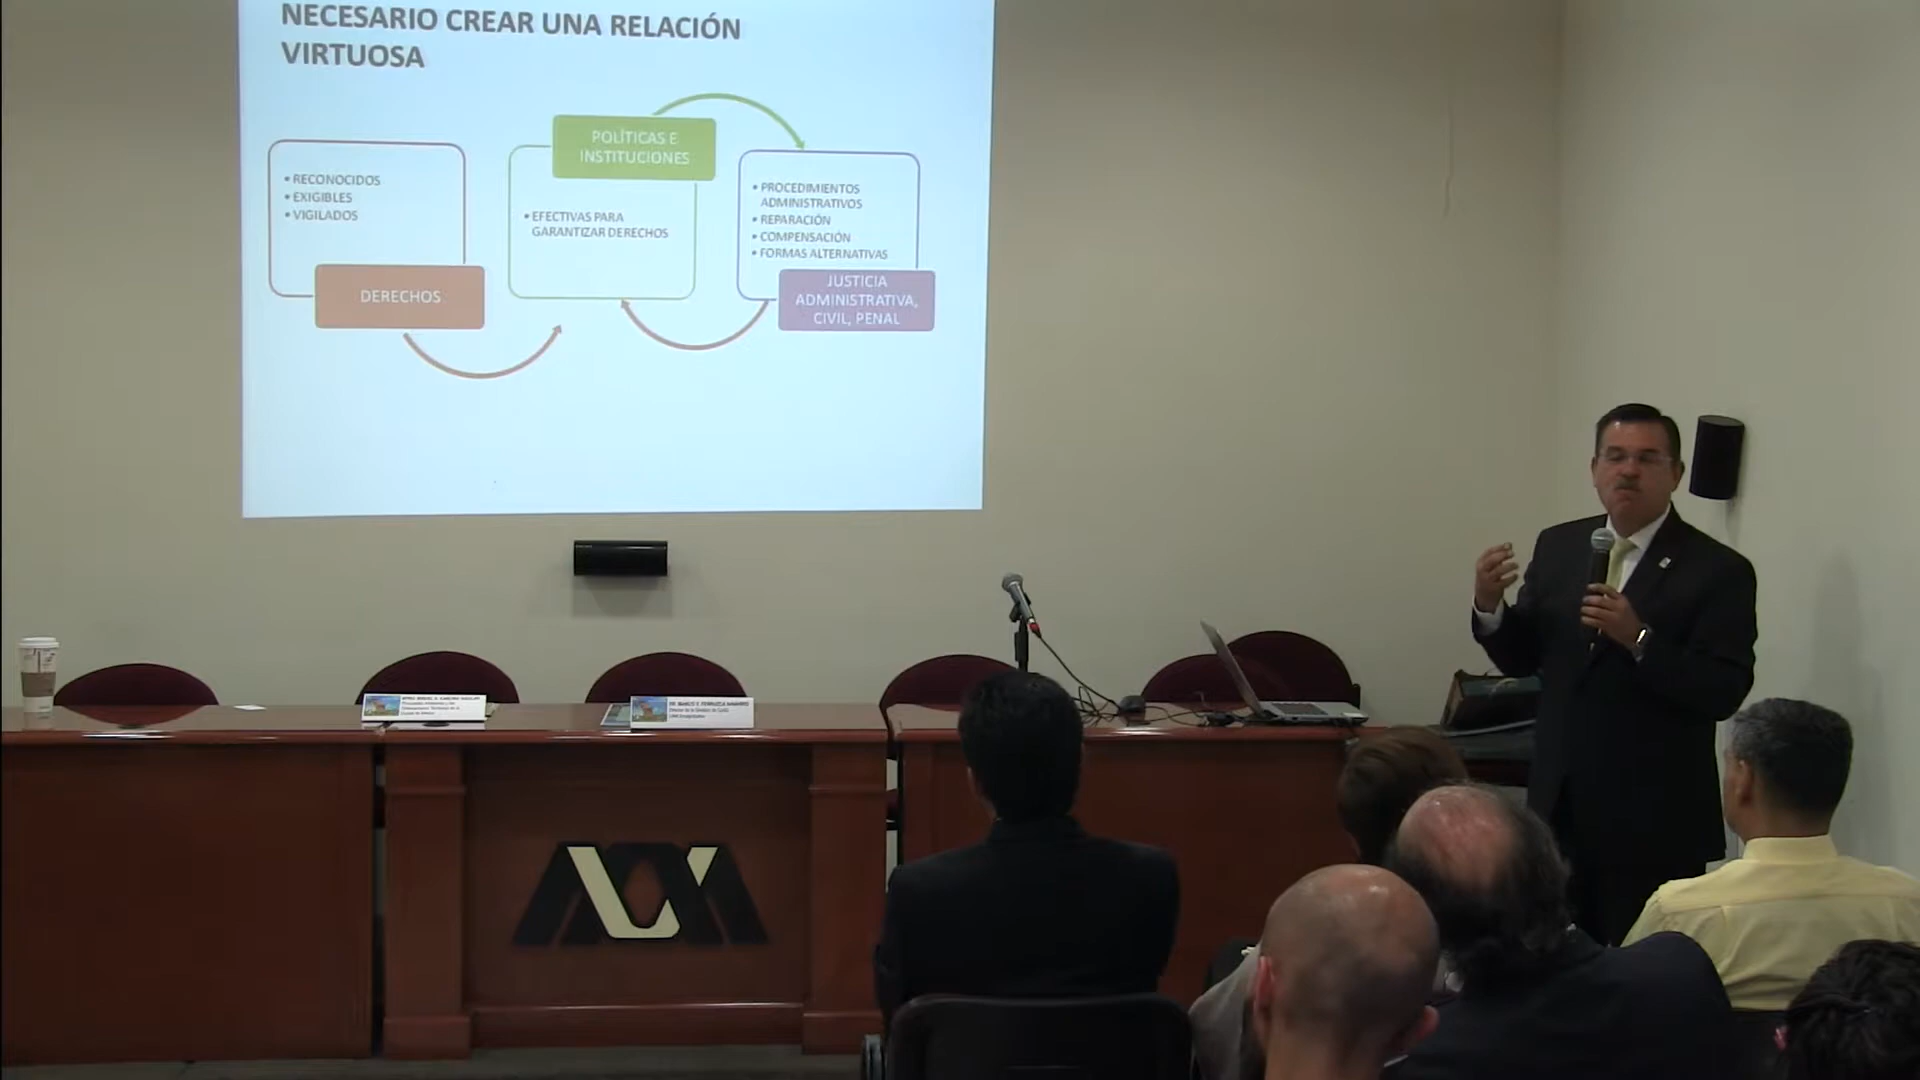 NECESARIO CREAR UNA RELACIÓN
VIRTUOSA
• RECONOCIDOS
• EXIGIBLES
• VIGILADOS
DERECHOS
POLÍTICAS E
INSTITUCIONES
• EFECTIVAS PARA
GARANTIZAR DERECHOS
• PROCEDIMIENTOS
ADMINISTRATIVOS
• REPARACIÓN
• COMPENSACIÓN
• FORMAS ALTERNATIVAS
JUSTICIA
ADMINISTRATIVA,
CIVIL, PENAL